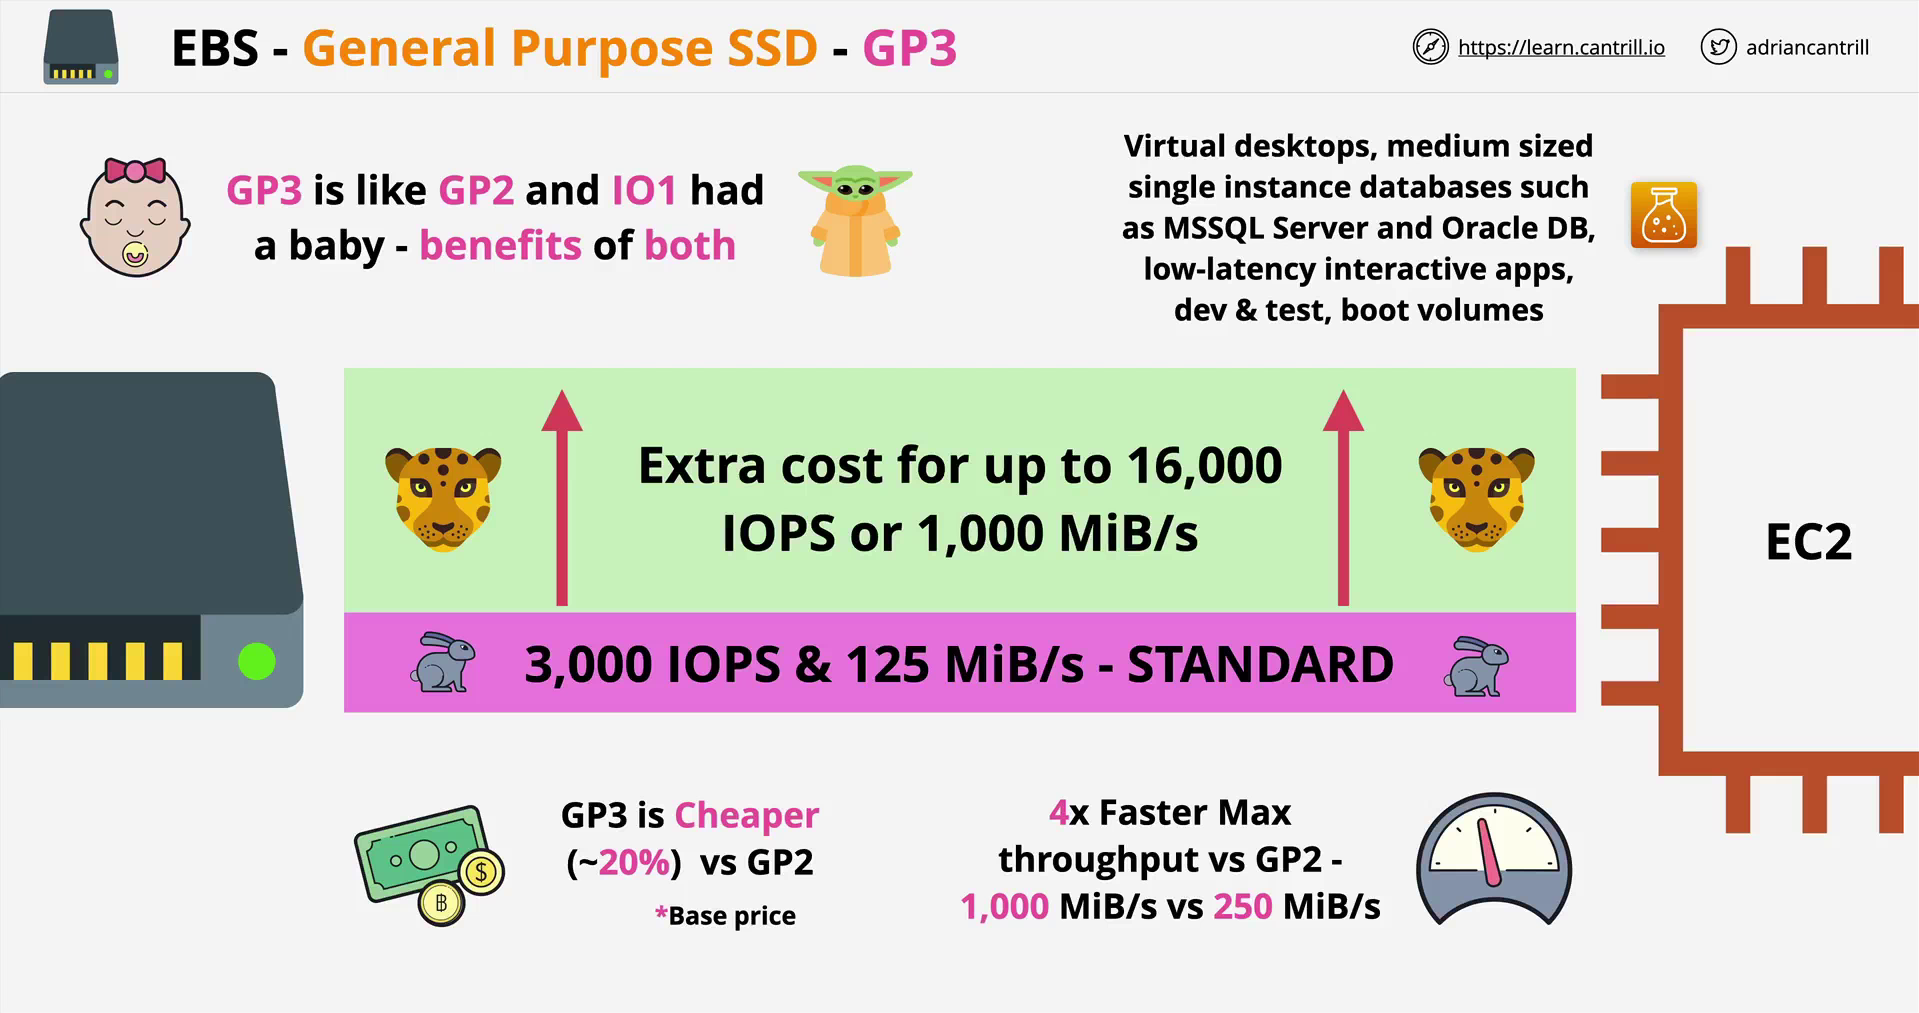 EBS - General Purpose SSD - GP3
https://learn.cantrill.io
adriancantrill
GP3 is like GP2 and IO1 had
a baby - benefits of both
Virtual desktops, medium sized
single instance databases such
as MSSQL Server and Oracle DB,
low-latency interactive apps,
dev & test, boot volumes
Extra cost for up to 16,000
IOPS or 1,000 MiB/s
3,000 IOPS & 125 MiB/s - STANDARD
EC2
GP3 is Cheaper
(~20%) vs GP2
*Base price
4x Faster Max
throughput vs GP2 -
1,000 MiB/s vs 250 MiB/s